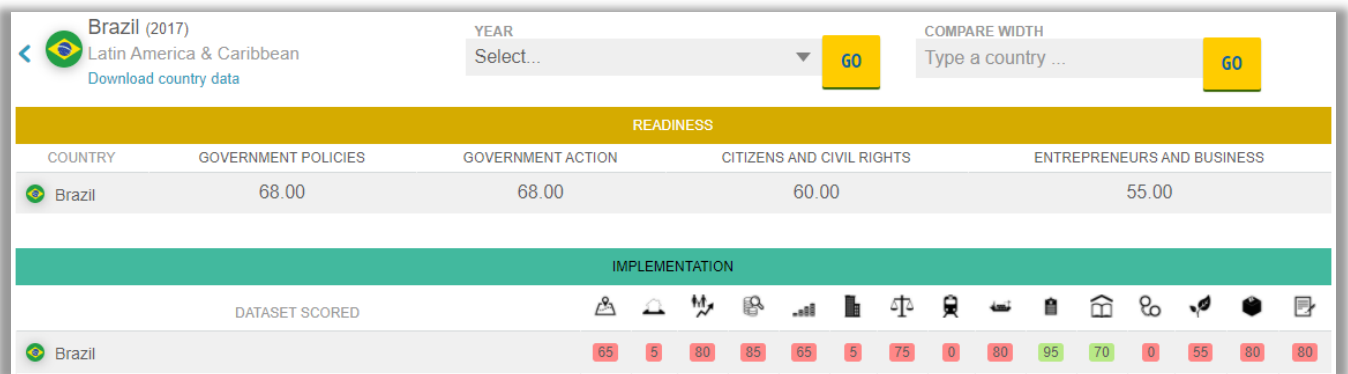 Brazil (2017)
Latin America & Caribbean
Download country data
YEAR
Select...
GO
COMPARE WIDTH
Type a country ...
GO
READINESS
COUNTRY GOVERNMENT POLICIES GOVERNMENT ACTION CITIZENS AND CIVIL RIGHTS ENTREPRENEURS AND BUSINESS
Brazil 68.00 68.00 60.00 55.00
IMPLEMENTATION
DATASET SCORED
Brazil 65 5 80 85 65 5 75 0 80 95 70 0 55 80 80